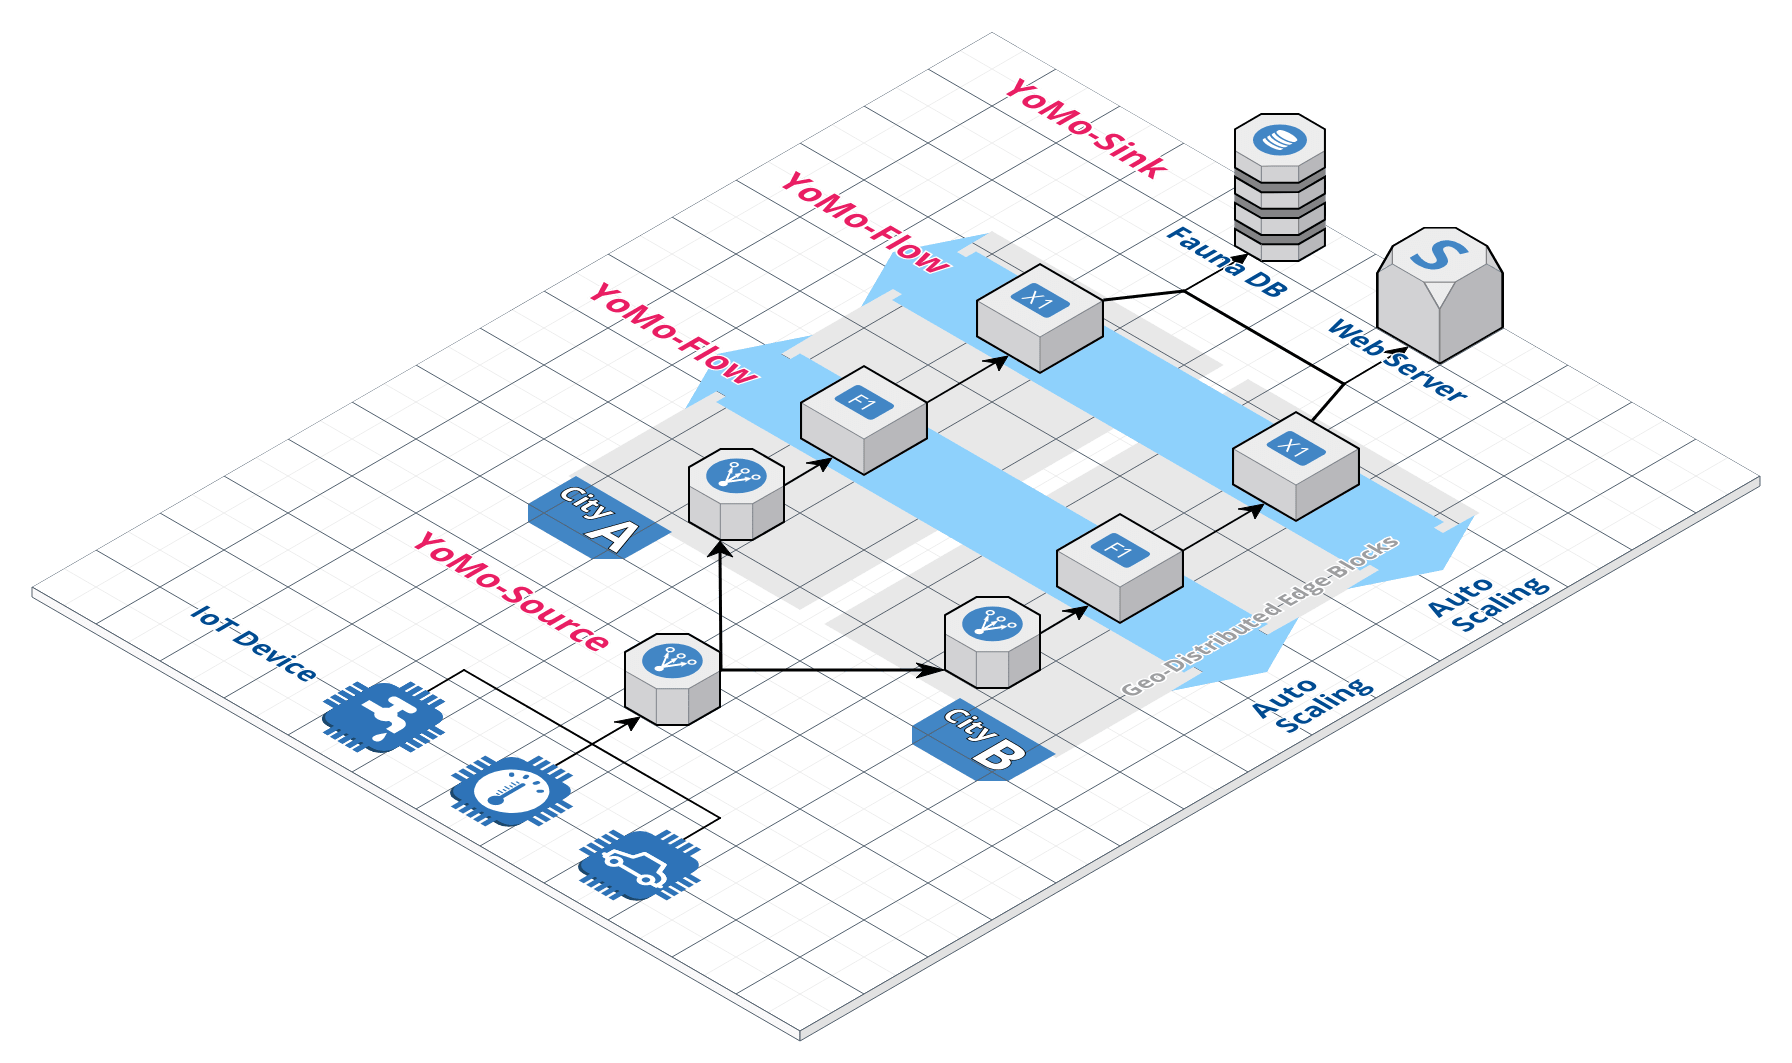 YoMo-Sink
YoMo-Flow
Fauna DB
S
YoMo-Flow
X1
Web Server
F1
X1
City A
YoMo-Source
F1
Geo-Distributed-Edge-Blocks
Auto
Scaling
IoT Device
Auto
Scaling
City B